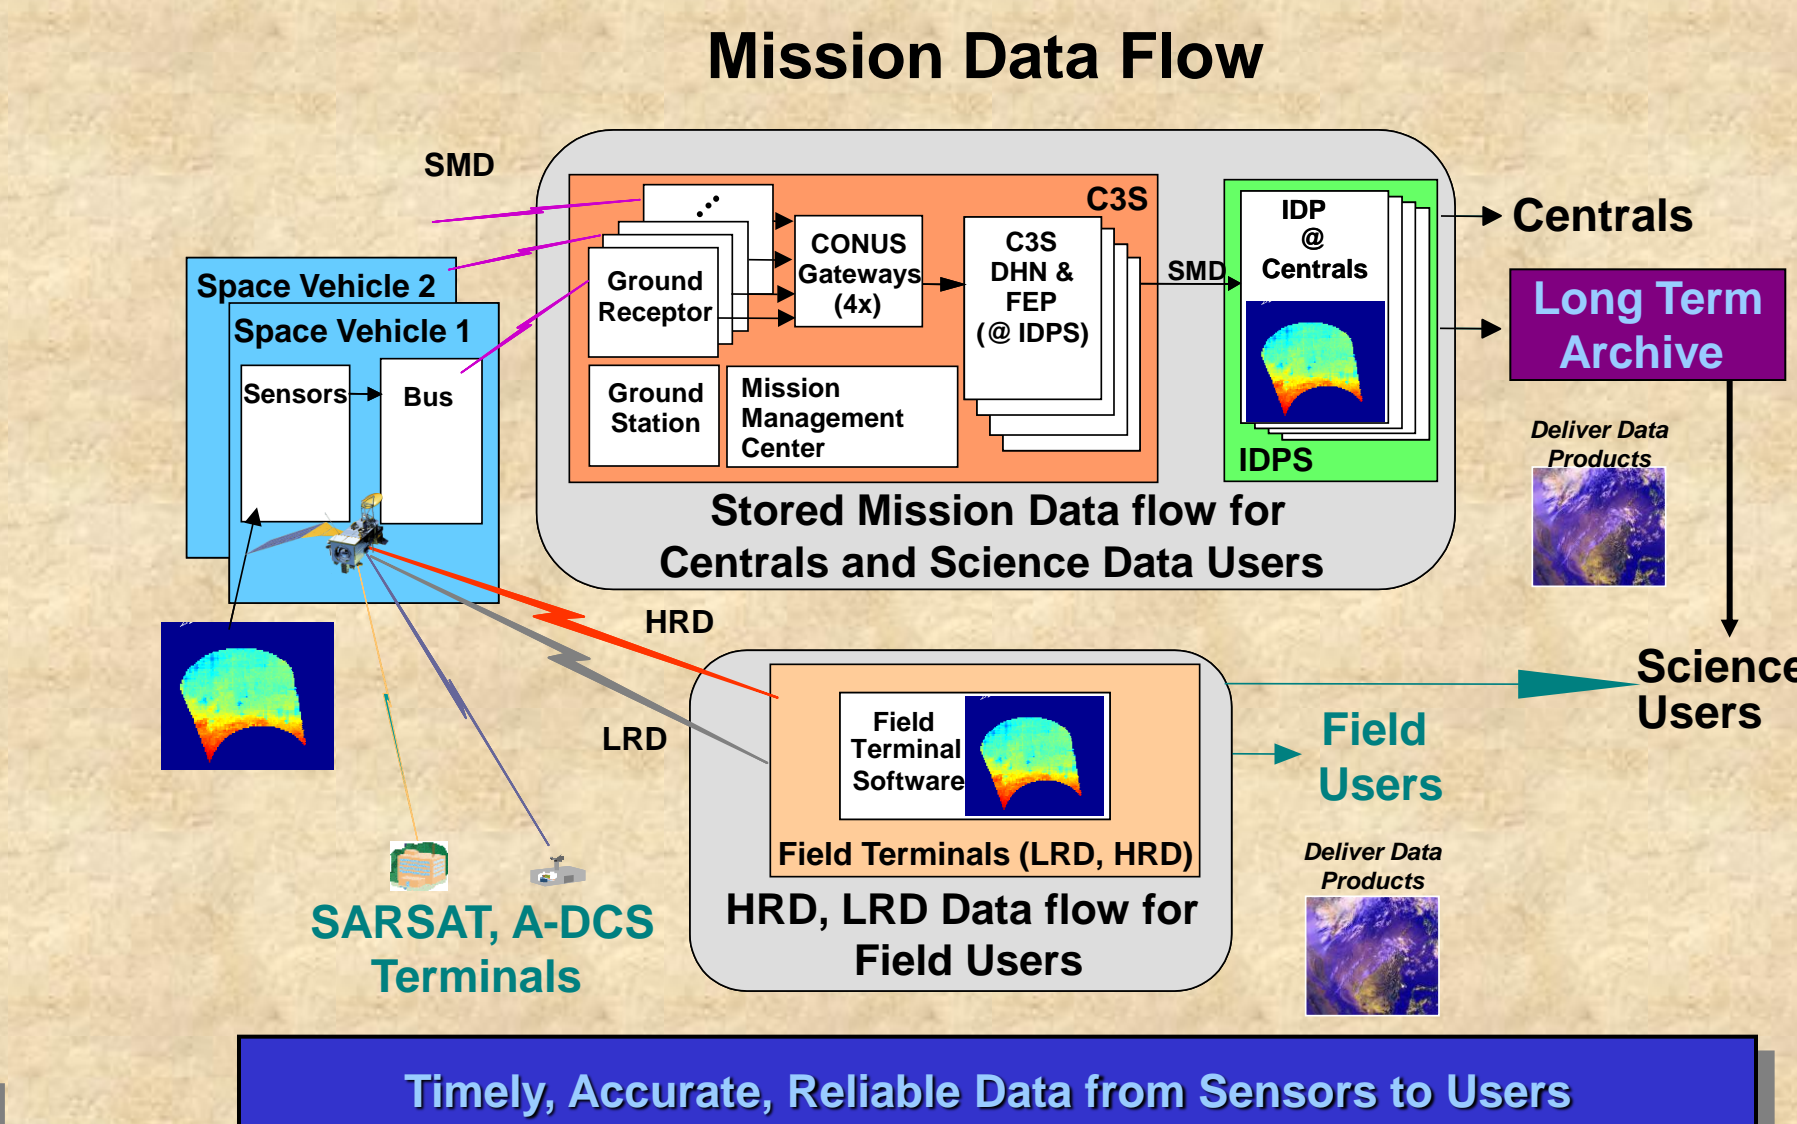 Mission Data Flow
SMD
Space Vehicle 2
Space Vehicle 1
Sensors
Bus
C3S
Ground
Receptor
CONUS
Gateways
(4x)
C3S
DHN &
FEP
(@ IDPS)
Ground
Station
Mission
Management
Center
SMD
IDP
@
Centrals
IDPS
Stored Mission Data flow for
Centrals and Science Data Users
Centrals
Long Term
Archive
Deliver Data
Products
HRD
LRD
Field
Terminal
Software
Field Terminals (LRD, HRD)
HRD, LRD Data flow for
Field Users
Science
Users
Field
Users
Deliver Data
Products
SARSAT, A-DCS
Terminals
Timely, Accurate, Reliable Data from Sensors to Users